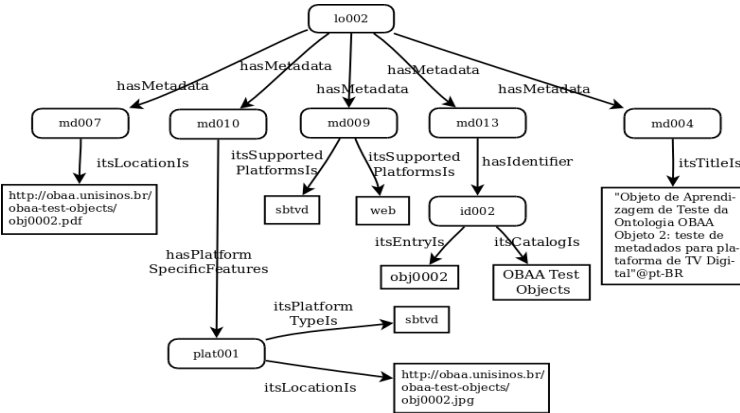 lo002
hasMetadata
hasMetadata
hasMetadata
hasMetadata
hasMetadata
md007
md010
md009
md013
md004
itsLocationIs
itsSupported
PlatformsIs
itsSupported
PlatformsIs
hasIdentifier
itsTitleIs
http://obaa.unisinos.br/
obaa-test-objects/
obj0002.pdf
sbtvd
web
id002
"Objeto de Aprendi-
zagem de Teste da
Ontologia OBAA
Objeto 2: teste de
metadados para pla-
taforma de TV Digi-
tal"@pt-BR
hasPlatform
SpecificFeatures
itsEntryIs
itsCatalogIs
obj0002
OBAA Test
Objects
itsPlatform
TypeIs
sbtvd
plat001
itsLocationIs
http://obaa.unisinos.br/
obaa-test-objects/
obj0002.jpg